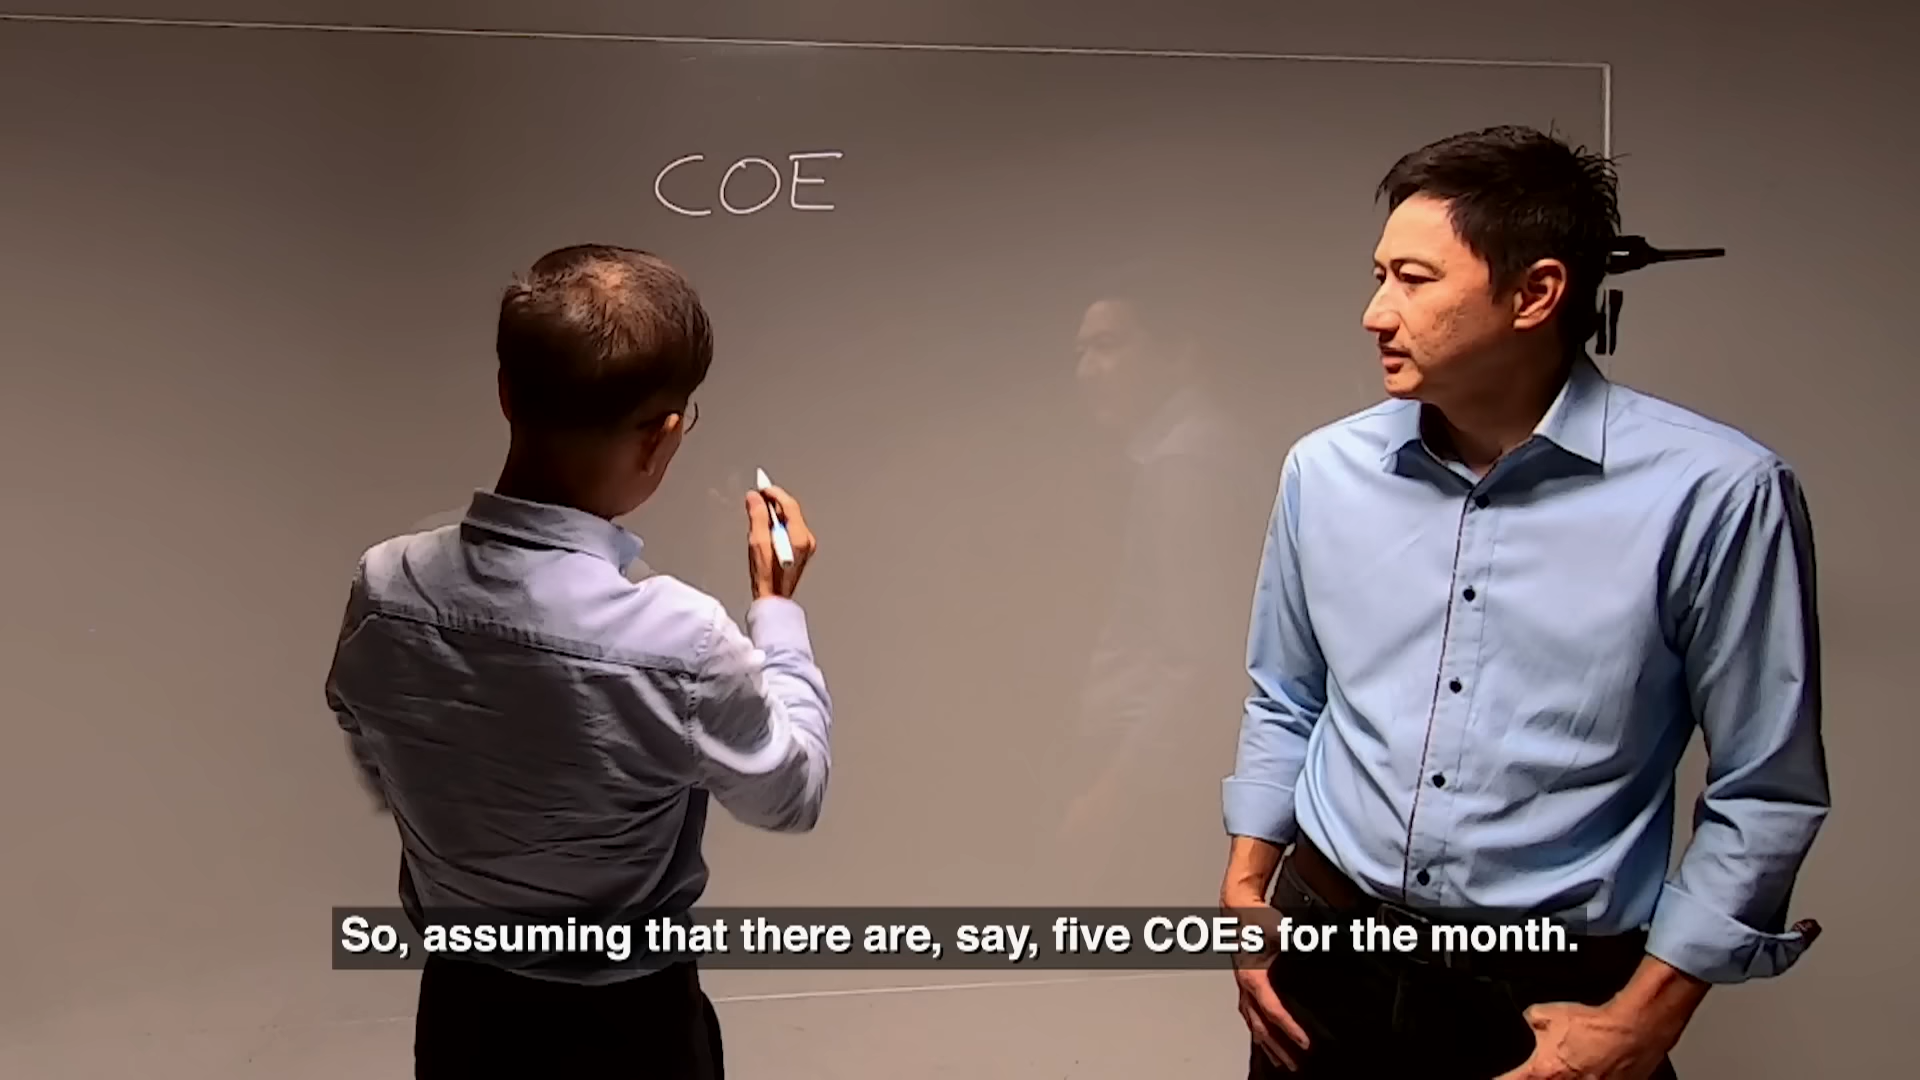 COE
So, assuming that there are, say, five COEs for the month.